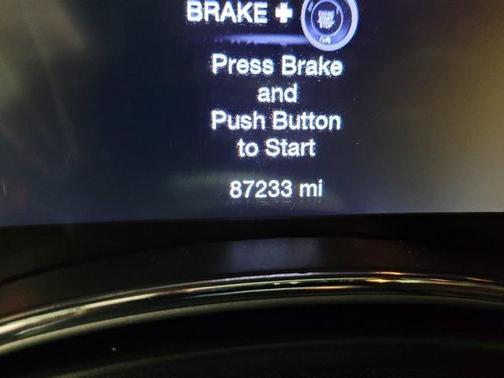 BRAKE +
Press Brake
and
Push Button
to Start
87233 mi